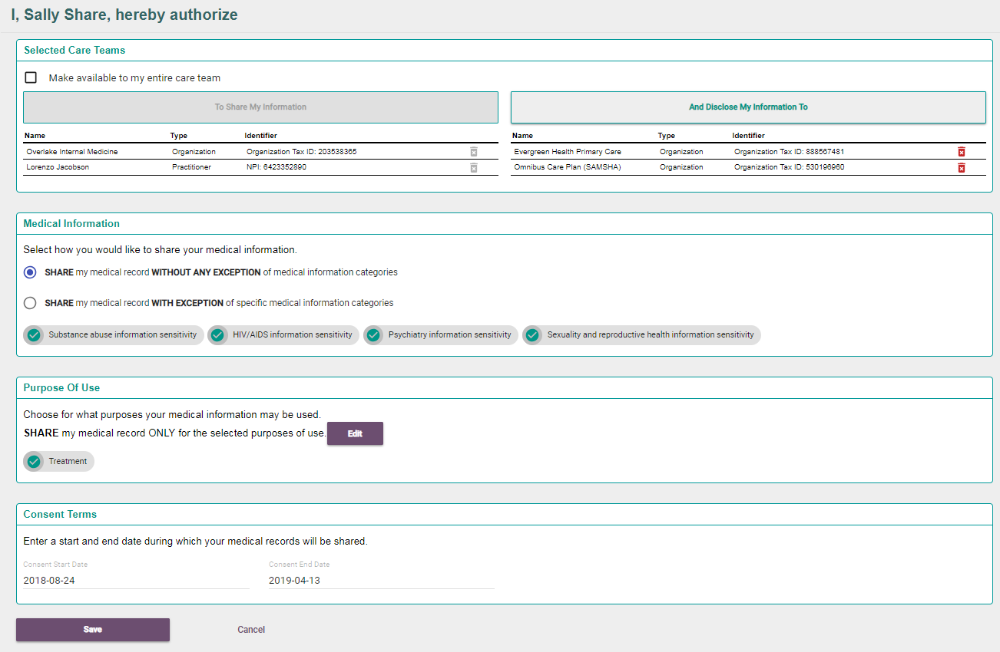 I, Sally Share, hereby authorize
Selected Care Teams
Make available to my entire care team
To Share My Information
Name Type Identifier
Overlake Internal Medicine Organization Organization Tax ID: 203538365
Lorenzo Jacobson Practitioner NPI: 6423352890
And Disclose My Information To
Name Type Identifier
Evergreen Health Primary Care Organization Organization Tax ID: 888567481
Omnibus Care Plan (SAMSHA) Organization Organization Tax ID: 530196960
Medical Information
Select how you would like to share your medical information.
SHARE my medical record WITHOUT ANY EXCEPTION of medical information categories
SHARE my medical record WITH EXCEPTION of specific medical information categories
Substance abuse information sensitivity HIV/AIDS information sensitivity Psychiatry information sensitivity Sexuality and reproductive health information sensitivity
Purpose Of Use
Choose for what purposes your medical information may be used.
SHARE my medical record ONLY for the selected purposes of use. Edit
Treatment
Consent Terms
Enter a start and end date during which your medical records will be shared.
Consent Start Date Consent End Date
2018-08-24 2019-04-13
Save Cancel